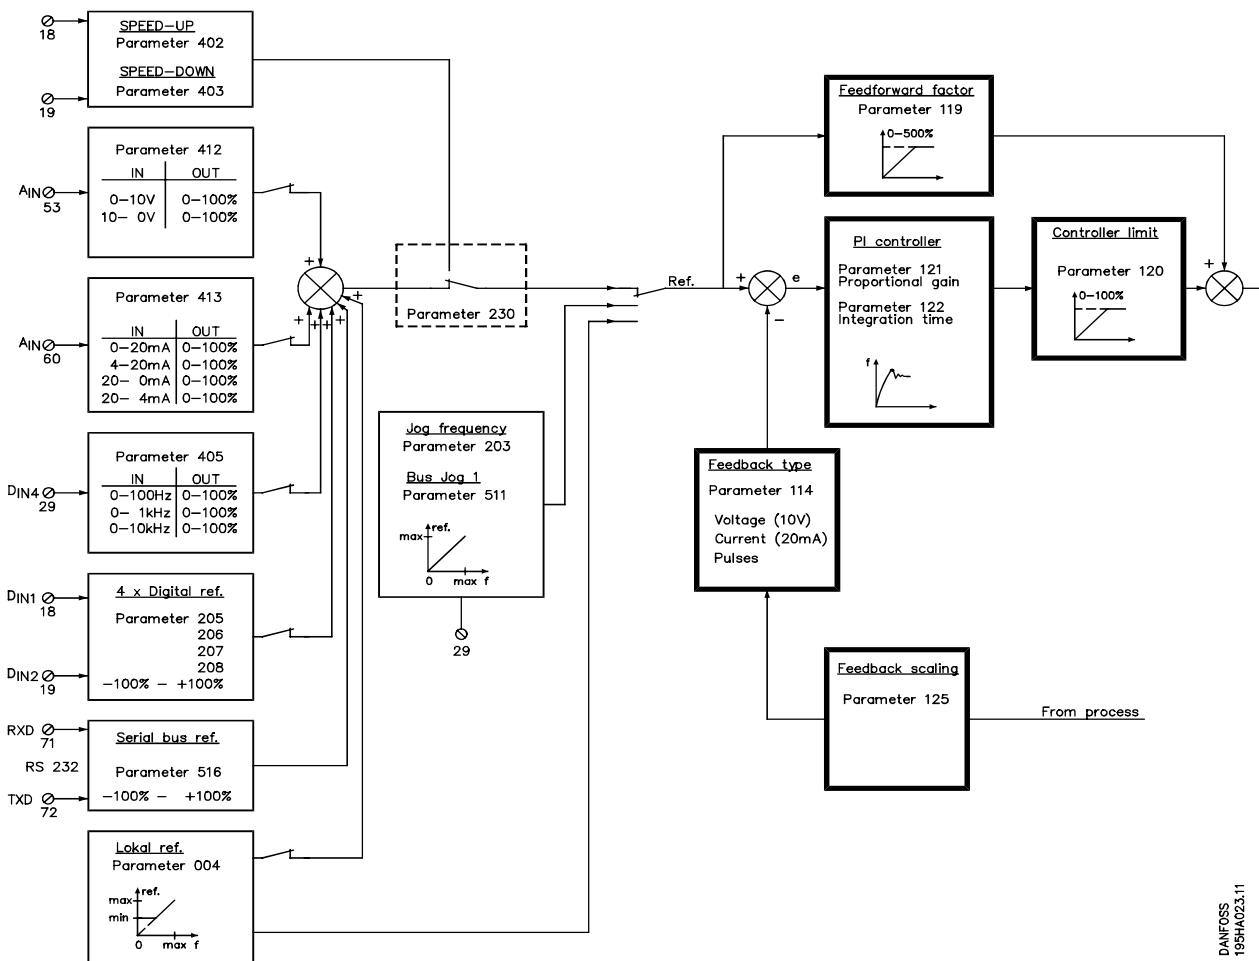 18
SPEED-UP
Parameter 402
SPEED-DOWN
Parameter 403
19
Parameter 412
IN OUT
0-10V 0-100%
10- 0V 0-100%
AIN
53
Parameter 413
IN OUT
0-20mA 0-100%
4-20mA 0-100%
20- 0mA 0-100%
20- 4mA 0-100%
AIN
60
Parameter 405
IN OUT
0-100Hz 0-100%
0- 1kHz 0-100%
0-10kHz 0-100%
DIN4
29
4 x Digital ref.
Parameter 205
206
207
208
-100% - +100%
DIN1
18
DIN2
19
RXD
71
RS 232
TXD
72
Serial bus ref.
Parameter 516
-100% - +100%
Lokal ref.
Parameter 004
ref.
max
min
0 max f
+
+
+
+
+
+
Parameter 230
Jog frequency
Parameter 203
Bus Jog 1
Parameter 511
ref.
max
0 max f
29
Ref.
+
e
-
Feedforward factor
Parameter 119
0-500%
PI controller
Parameter 121
Proportional gain
Parameter 122
Integration time
f
Controller limit
Parameter 120
0-100%
+
+
Feedback type
Parameter 114
Voltage (10V)
Current (20mA)
Pulses
Feedback scaling
Parameter 125
From process
DANFOSS
195HA023.11